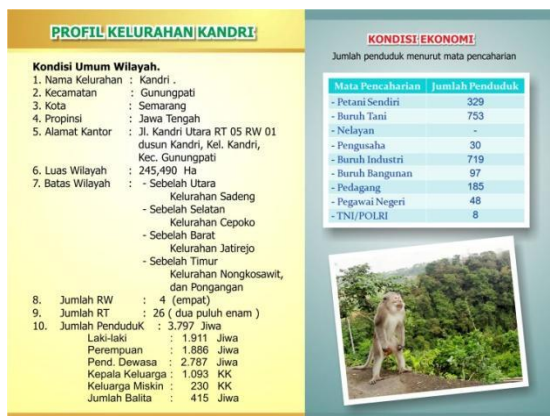 PROFIL KELURAHAN KANDRI
Kondisi Umum Wilayah.
1. Nama Kelurahan : Kandri .
2. Kecamatan : Gunungpati
3. Kota : Semarang
4. Propinsi : Jawa Tengah
5. Alamat Kantor : Jl. Kandri Utara RT 05 RW 01
dusun Kandri, Kel. Kandri,
Kec. Gunungpati
6. Luas Wilayah : 245,490 Ha
7. Batas Wilayah : - Sebelah Utara
Kelurahan Sadeng
- Sebelah Selatan
Kelurahan Cepoko
- Sebelah Barat
Kelurahan Jatirejo
- Sebelah Timur
Kelurahan Nongkosawit,
dan Pongangan
8. Jumlah RW : 4 (empat)
9. Jumlah RT : 26 ( dua puluh enam )
10. Jumlah PenduduK : 3.797 Jiwa
Laki-laki : 1.911 Jiwa
Perempuan : 1.886 Jiwa
Pend. Dewasa : 2.787 Jiwa
Kepala Keluarga : 1.093 KK
Keluarga Miskin : 230 KK
Jumlah Balita : 415 Jiwa
KONDISI EKONOMI
Jumlah penduduk menurut mata pencaharian
Mata Pencaharian Jumlah Penduduk
- Petani Sendiri 329
- Buruh Tani 753
- Nelayan -
- Pengusaha 30
- Buruh Industri 719
- Buruh Bangunan 97
- Pedagang 185
- Pegawai Negeri 48
- TNI/POLRI 8